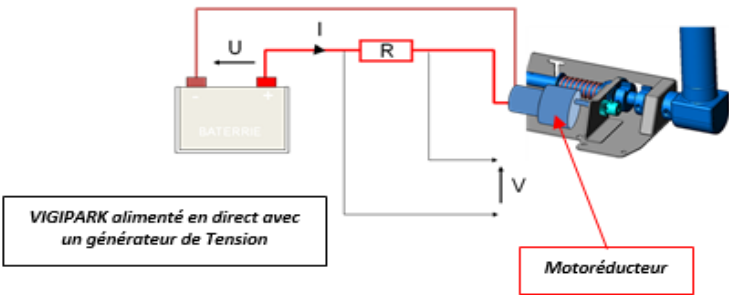 U
I
R
- +
BATERRIE
V
VIGIPARK alimenté en direct avec
un générateur de Tension
Motoréducteur